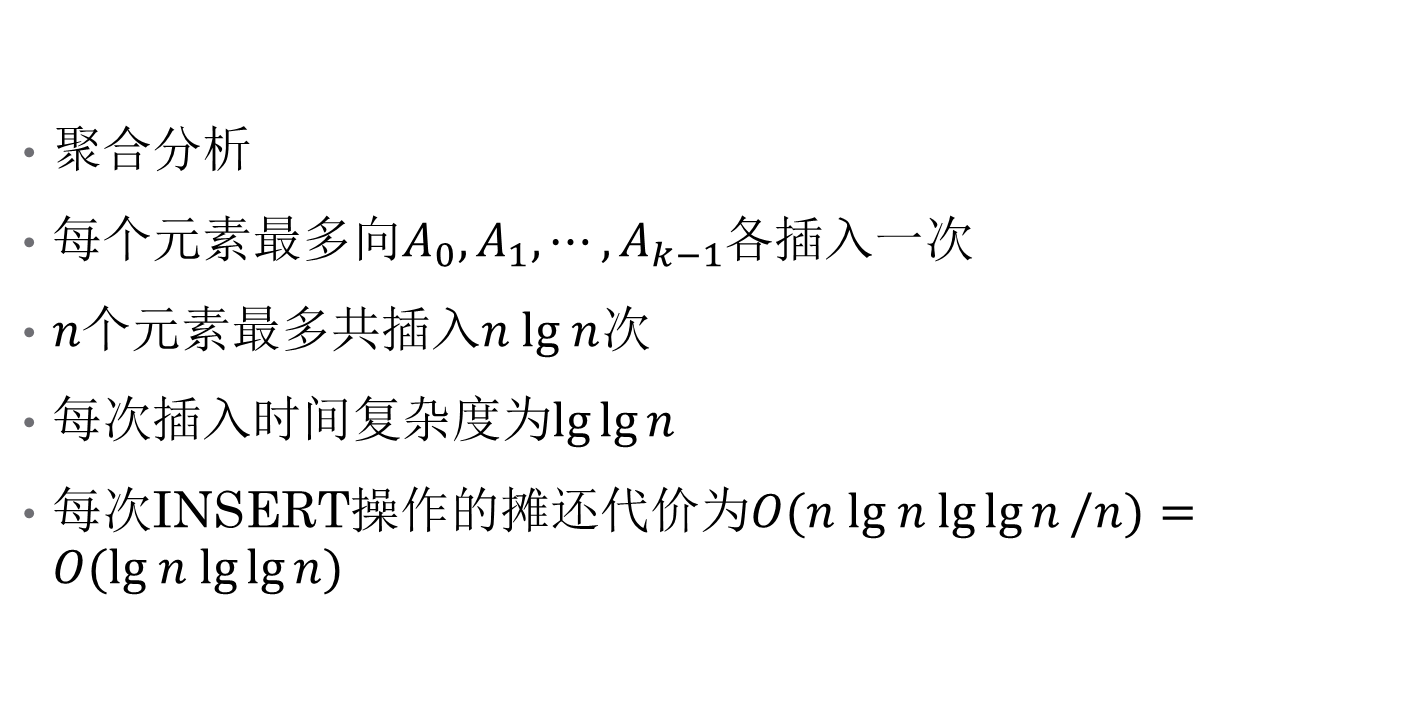 • 聚合分析
• 每个元素最多向A₀, A₁, ⋯ , Aₖ₋₁各插入一次
• n个元素最多共插入n lg n次
• 每次插入时间复杂度为lg lg n
• 每次INSERT操作的摊还代价为O(n lg n lg lg n /n) =
O(lg n lg lg n)